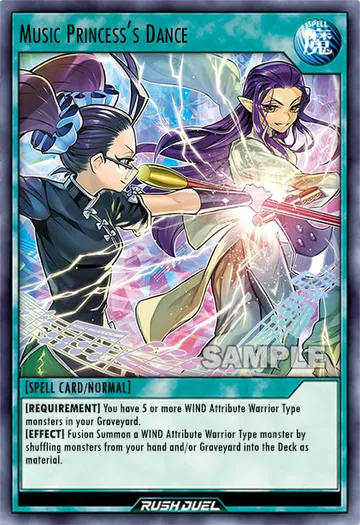 Music Princess's Dance
SPELL
SAMPLE
[SPELL CARD/NORMAL]
[REQUIREMENT] You have 5 or more WIND Attribute Warrior Type
monsters in your Graveyard.
[EFFECT] Fusion Summon a WIND Attribute Warrior Type monster by
shuffling monsters from your hand and/or Graveyard into the Deck as
material.
RUSH DUEL